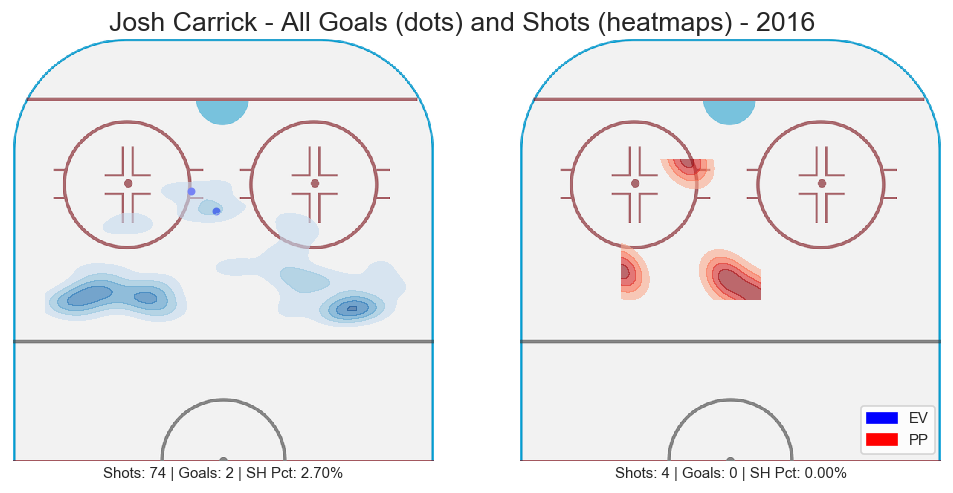 Josh Carrick - All Goals (dots) and Shots (heatmaps) - 2016
EV
PP
Shots: 74 | Goals: 2 | SH Pct: 2.70%
Shots: 4 | Goals: 0 | SH Pct: 0.00%